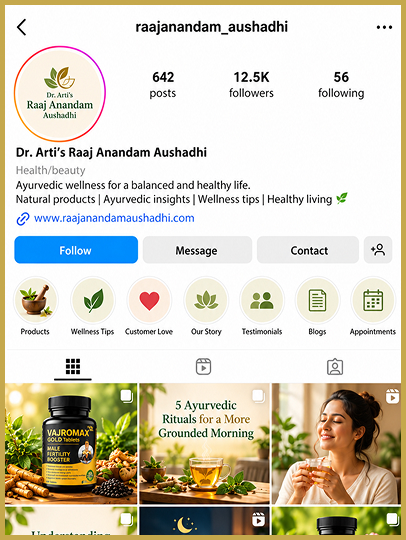 raajanandam_aushadhi
Dr. Arti's
Raaj Anandam
Aushadhi
642
posts
12.5K
followers
56
following
Dr. Arti's Raaj Anandam Aushadhi
Health/beauty
Ayurvedic wellness for a balanced and healthy life.
Natural products | Ayurvedic insights | Wellness tips | Healthy living
www.raajanandamaushadhi.com
Follow
Message
Contact
Products
Wellness Tips
Customer Love
Our Story
Testimonials
Blogs
Appointments
VAJROMAX
GOLD Tablets
MALE
FERTILITY
BOOSTER
5 Ayurvedic
Rituals for a More
Grounded Morning
Understanding